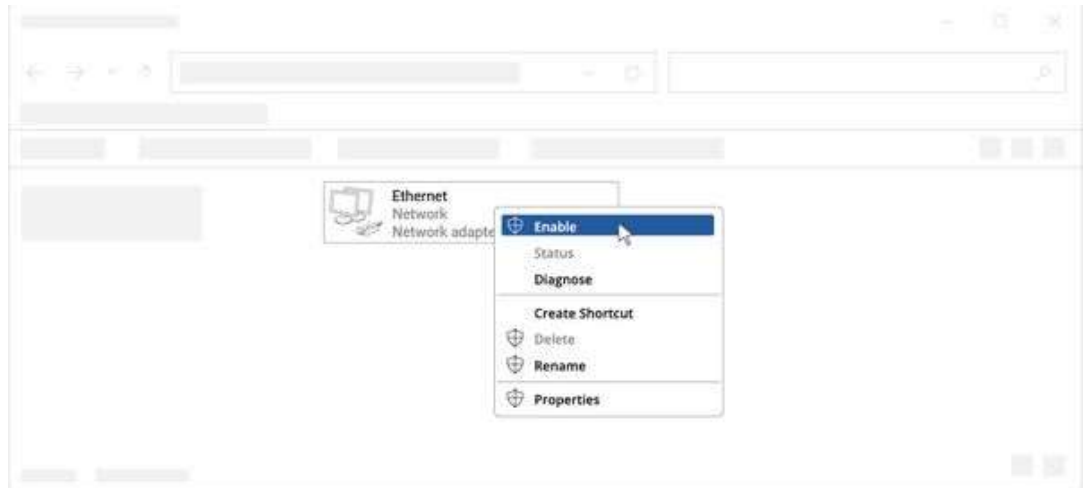 Ethernet
Network
Network adapte
Enable
Status
Diagnose
Create Shortcut
Delete
Rename
Properties